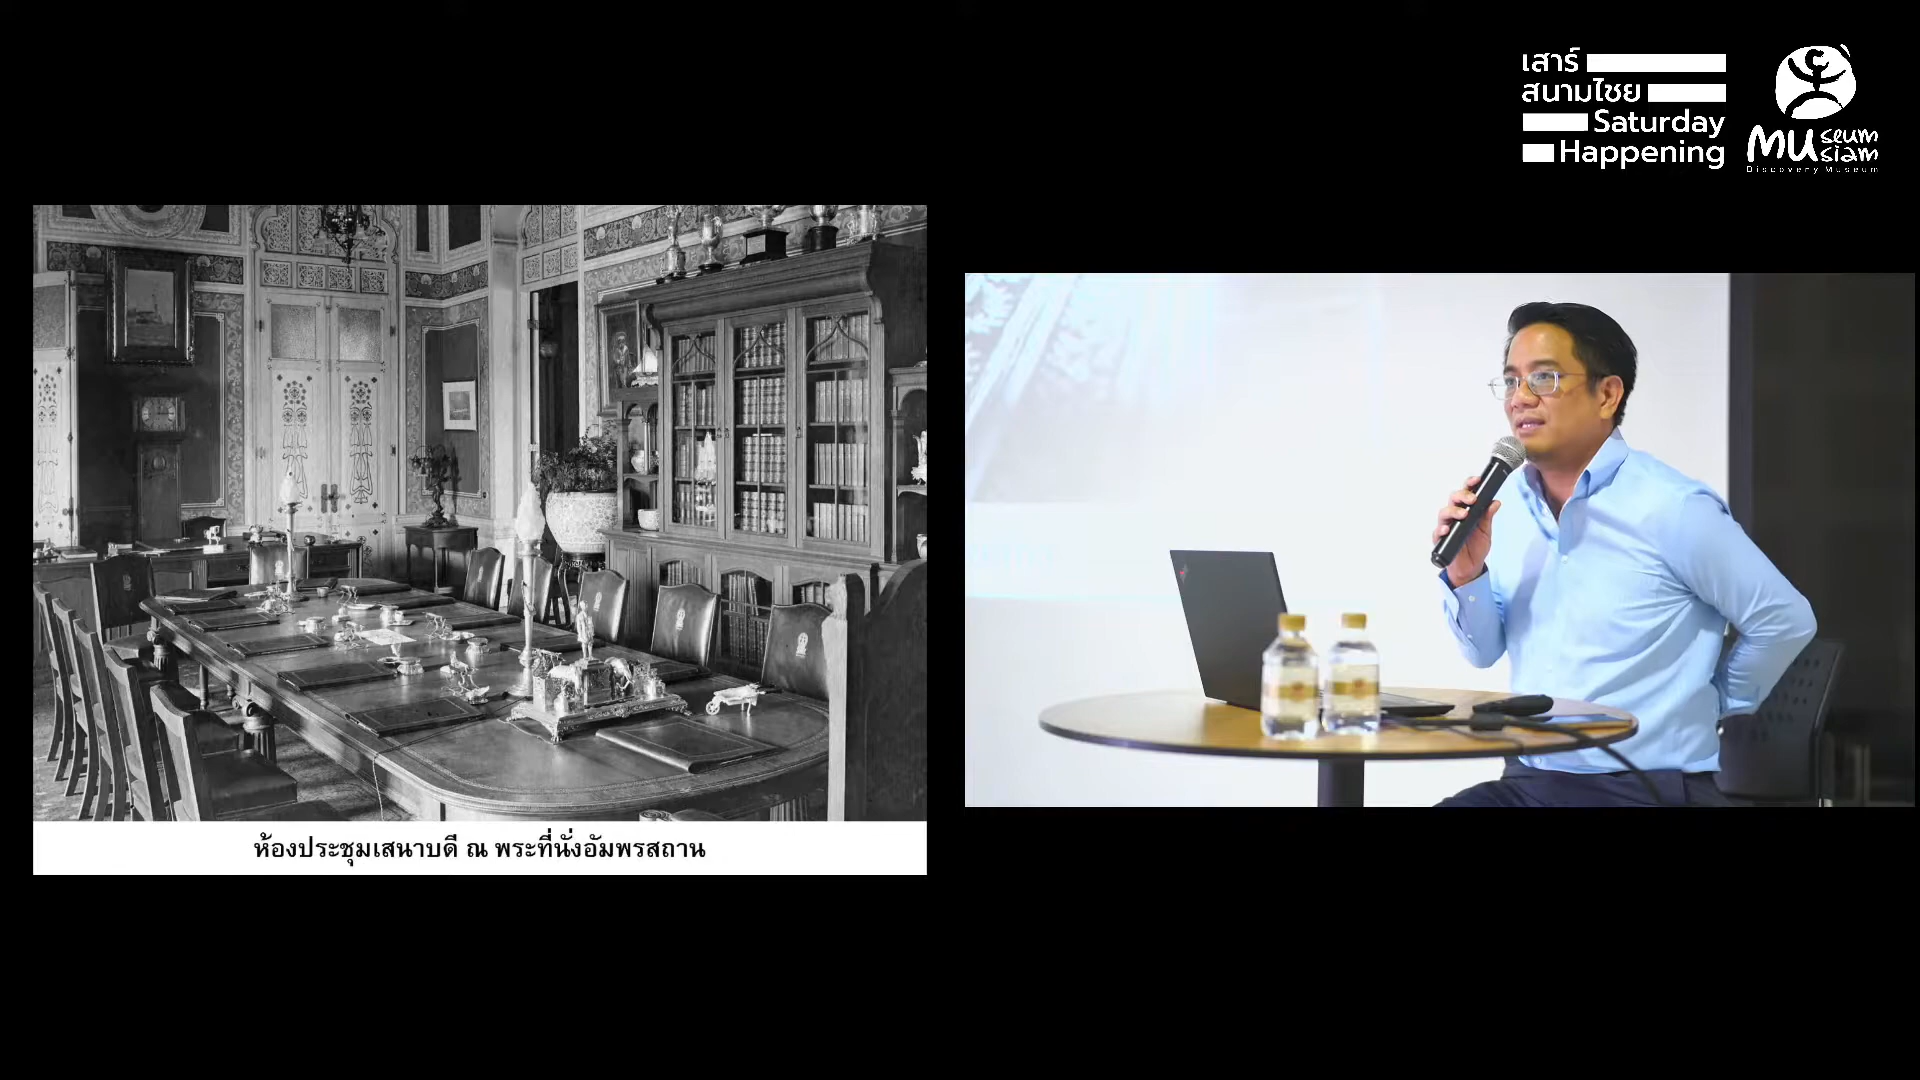 เสาร์
สนามไชย
Saturday
Happening
MUseum
siam
Discovery Museum
ห้องประชุมเสนาบดี ณ พระที่นั่งอัมพรสถาน